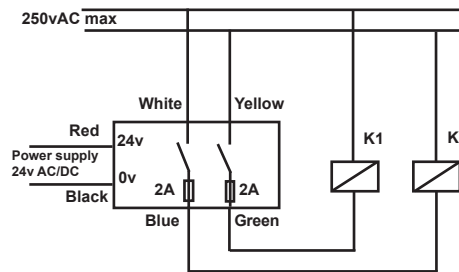 250vAC max
White Yellow
Red
24v
K1
K
Power supply
24v AC/DC
0v
2A 2A
Black
Blue Green